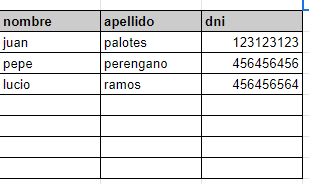 nombre apellido dni
juan palotes 123123123
pepe perengano 456456456
lucio ramos 456456564